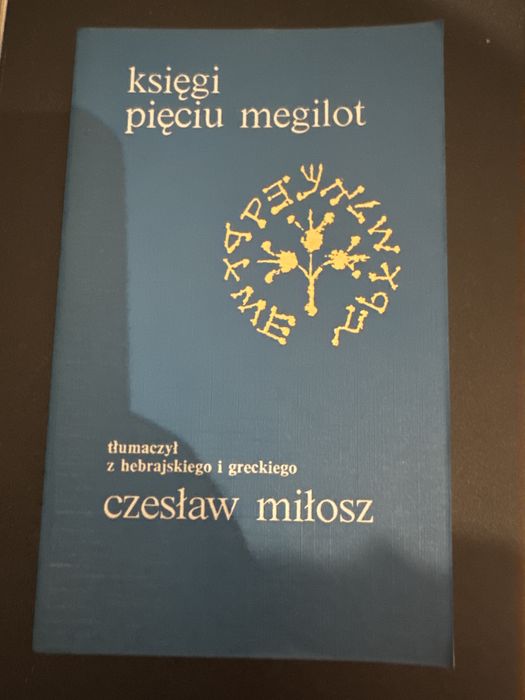 księgi
pięciu megilot
tłumaczył
z hebrajskiego i greckiego
czesław miłosz